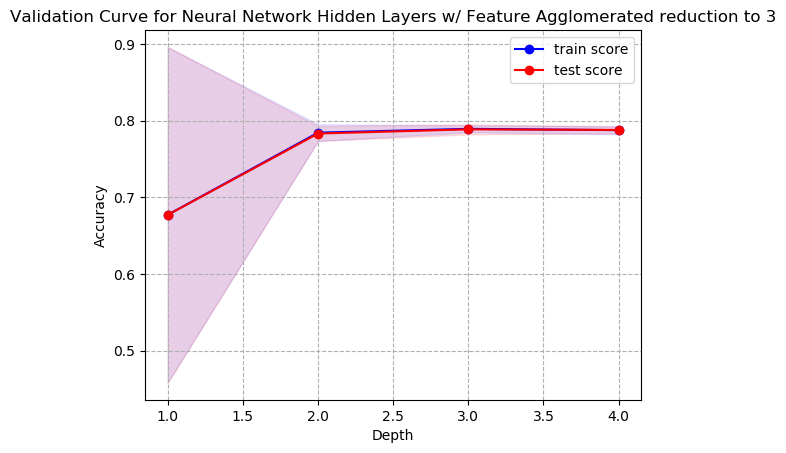 Validation Curve for Neural Network Hidden Layers w/ Feature Agglomerated reduction to 3
train score
test score
Accuracy
0.9
0.8
0.7
0.6
0.5
1.0
1.5
2.0
2.5
3.0
3.5
4.0
Depth